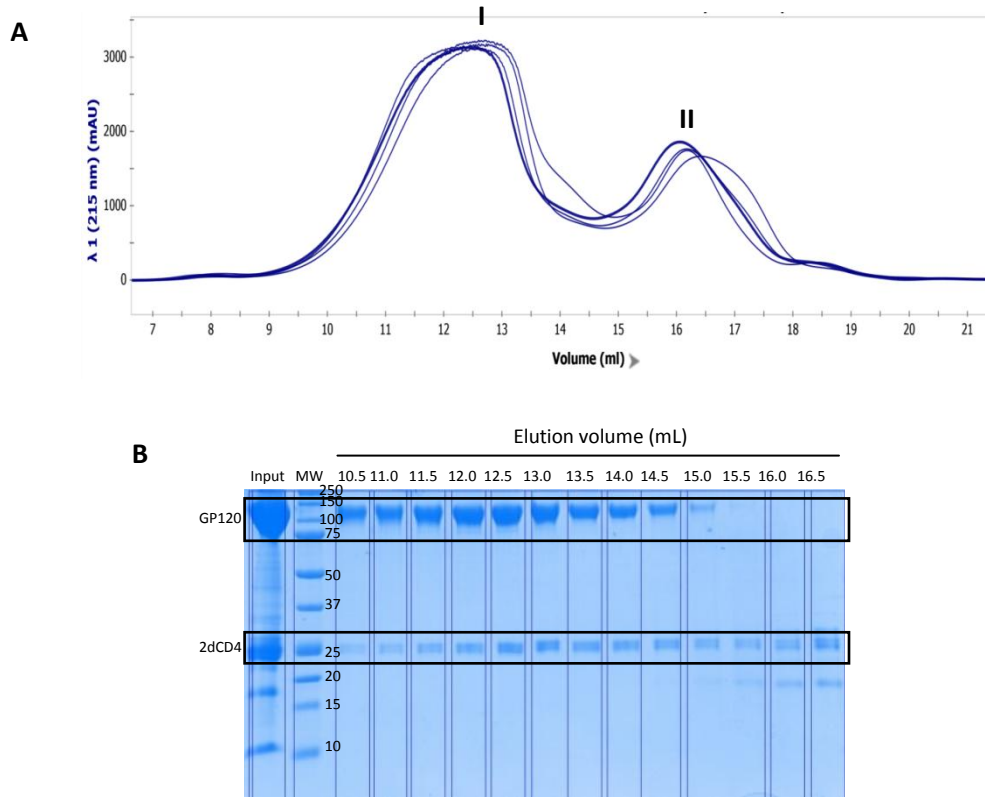 A
I
II
λ 1 (215 nm) (mAU)
3000
2000
1000
0
7 8 9 10 11 12 13 14 15 16 17 18 19 20 21
Volume (ml)
B
Elution volume (mL)
Input MW 10.5 11.0 11.5 12.0 12.5 13.0 13.5 14.0 14.5 15.0 15.5 16.0 16.5
250
150
GP120
100
75
50
37
2dCD4
25
20
15
10